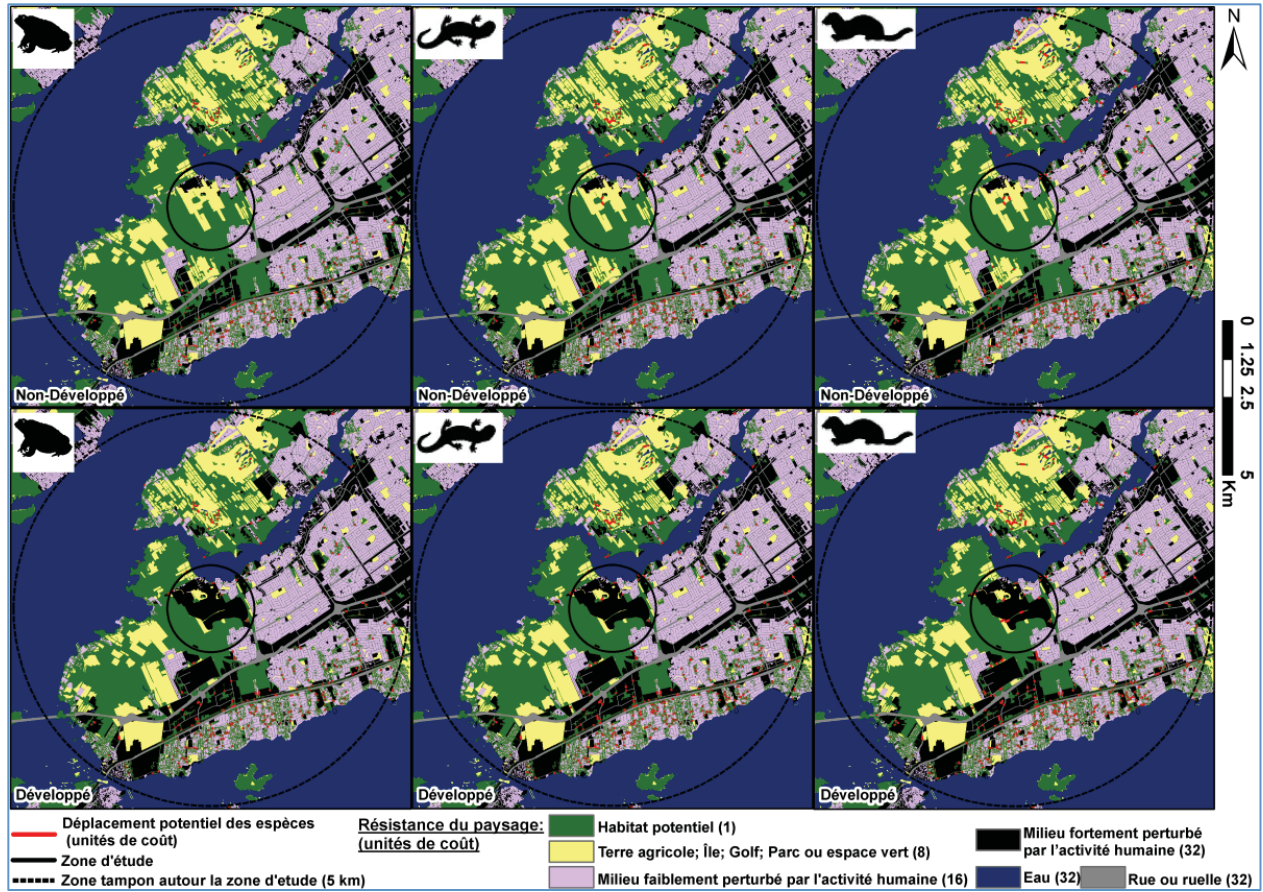 N
Non-Développé
Non-Développé
Non-Développé
0 1.25 2.5 5 Km
Développé
Développé
Développé
Déplacement potentiel des espèces
(unités de coût)
Zone d'étude
Zone tampon autour la zone d'etude (5 km)
Résistance du paysage:
(unités de coût)
Habitat potentiel (1)
Terre agricole; Île; Golf; Parc ou espace vert (8)
Milieu faiblement perturbé par l'activité humaine (16)
Milieu fortement perturbé
par l'activité humaine (32)
Eau (32)
Rue ou ruelle (32)